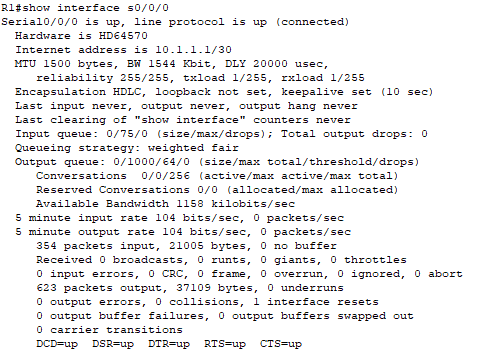 R1#show interface s0/0/0
Serial0/0/0 is up, line protocol is up (connected)
Hardware is HD64570
Internet address is 10.1.1.1/30
MTU 1500 bytes, BW 1544 Kbit, DLY 20000 usec,
reliability 255/255, txload 1/255, rxload 1/255
Encapsulation HDLC, loopback not set, keepalive set (10 sec)
Last input never, output never, output hang never
Last clearing of "show interface" counters never
Input queue: 0/75/0 (size/max/drops); Total output drops: 0
Queueing strategy: weighted fair
Output queue: 0/1000/64/0 (size/max total/threshold/drops)
Conversations 0/0/256 (active/max active/max total)
Reserved Conversations 0/0 (allocated/max allocated)
Available Bandwidth 1158 kilobits/sec
5 minute input rate 104 bits/sec, 0 packets/sec
5 minute output rate 104 bits/sec, 0 packets/sec
354 packets input, 21005 bytes, 0 no buffer
Received 0 broadcasts, 0 runts, 0 giants, 0 throttles
0 input errors, 0 CRC, 0 frame, 0 overrun, 0 ignored, 0 abort
623 packets output, 37109 bytes, 0 underruns
0 output errors, 0 collisions, 1 interface resets
0 output buffer failures, 0 output buffers swapped out
0 carrier transitions
DCD=up DSR=up DTR=up RTS=up CTS=up